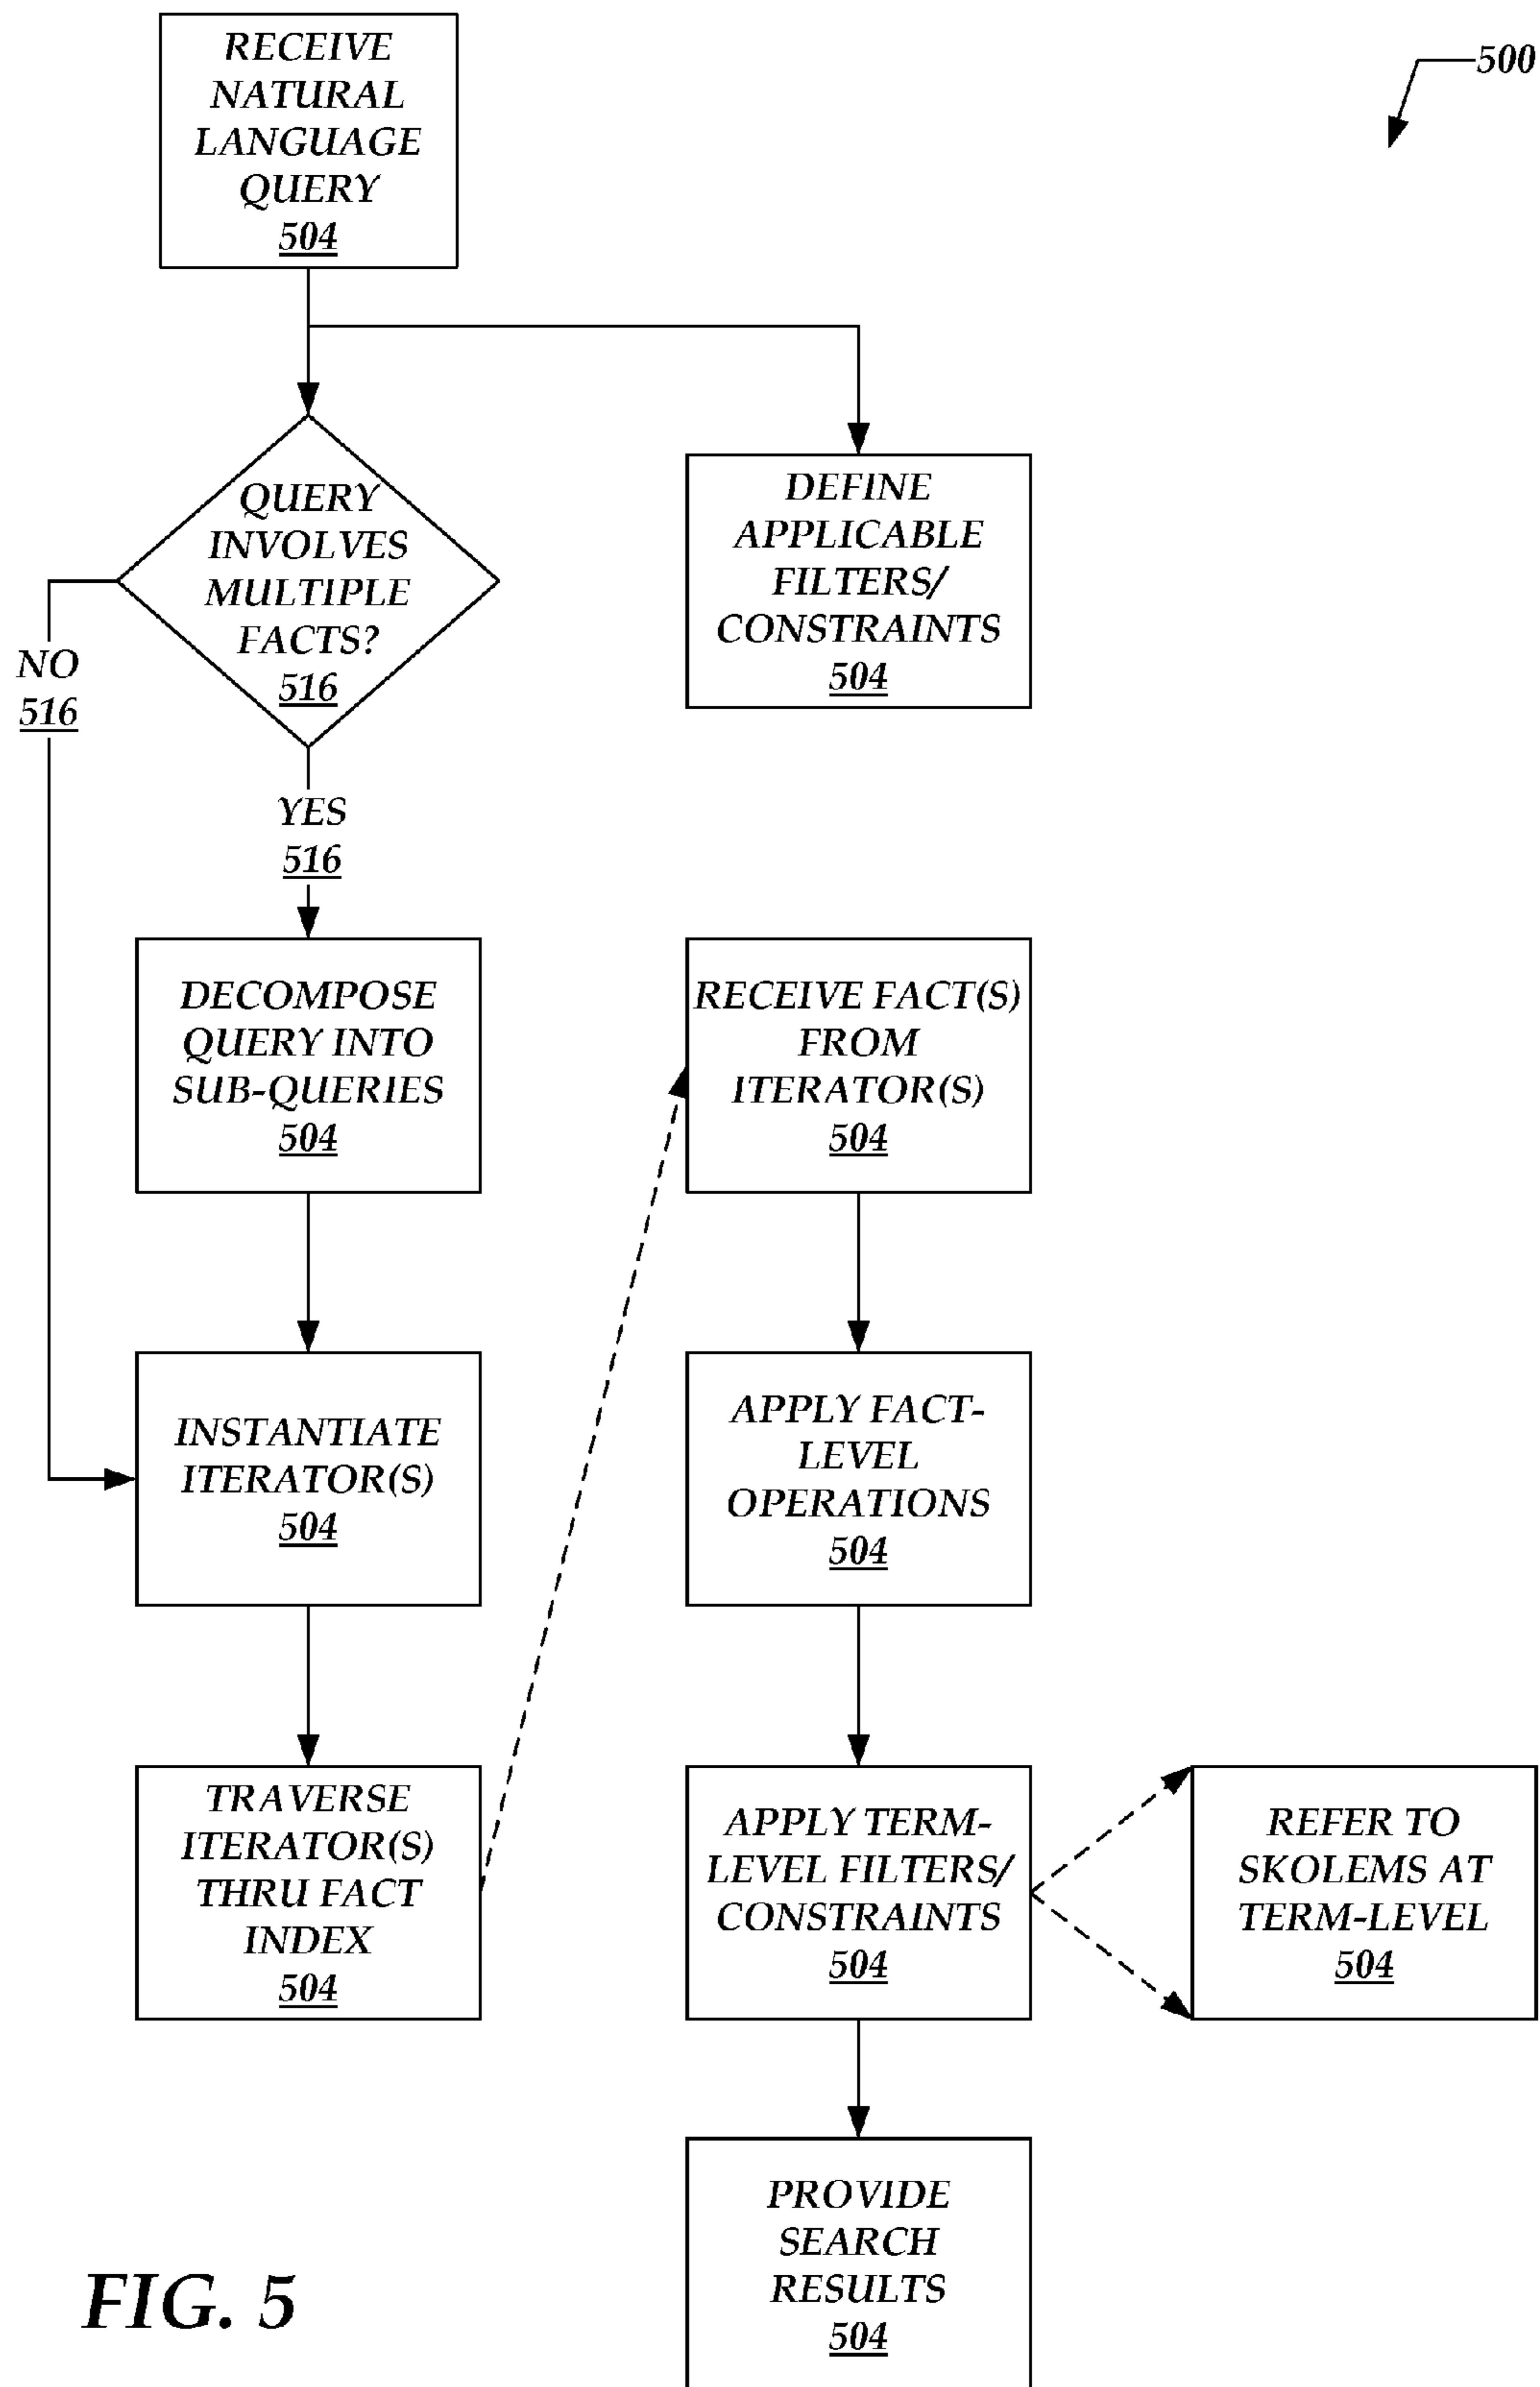 RECEIVE
NATURAL
LANGUAGE
QUERY
504
500
QUERY
INVOLVES
MULTIPLE
FACTS?
516
DEFINE
APPLICABLE
FILTERS/
CONSTRAINTS
504
NO
516
YES
516
DECOMPOSE
QUERY INTO
SUB-QUERIES
504
RECEIVE FACT(S)
FROM
ITERATOR(S)
504
INSTANTIATE
ITERATOR(S)
504
APPLY FACT-
LEVEL
OPERATIONS
504
TRAVERSE
ITERATOR(S)
THRU FACT
INDEX
504
APPLY TERM-
LEVEL FILTERS/
CONSTRAINTS
504
REFER TO
SKOLEMS AT
TERM-LEVEL
504
PROVIDE
SEARCH
RESULTS
504
FIG. 5